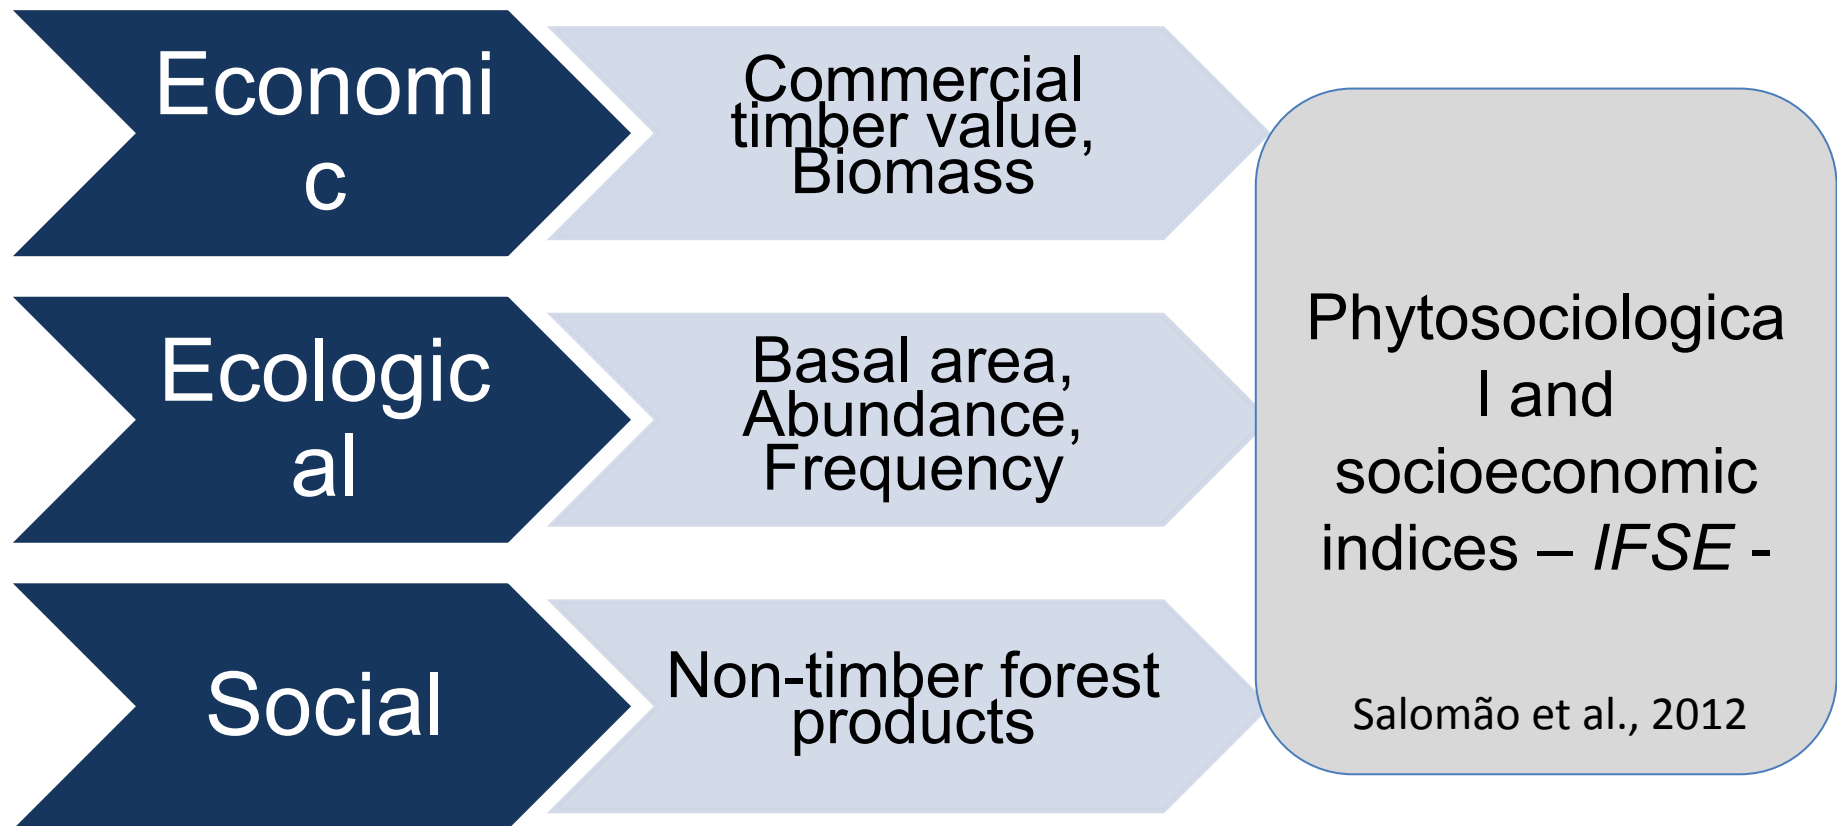 Economi
c
Commercial
timber value,
Biomass
Ecologic
al
Basal area,
Abundance,
Frequency
Social
Non-timber forest
products
Phytosociologica
l and
socioeconomic
indices – IFSE -
Salomão et al., 2012